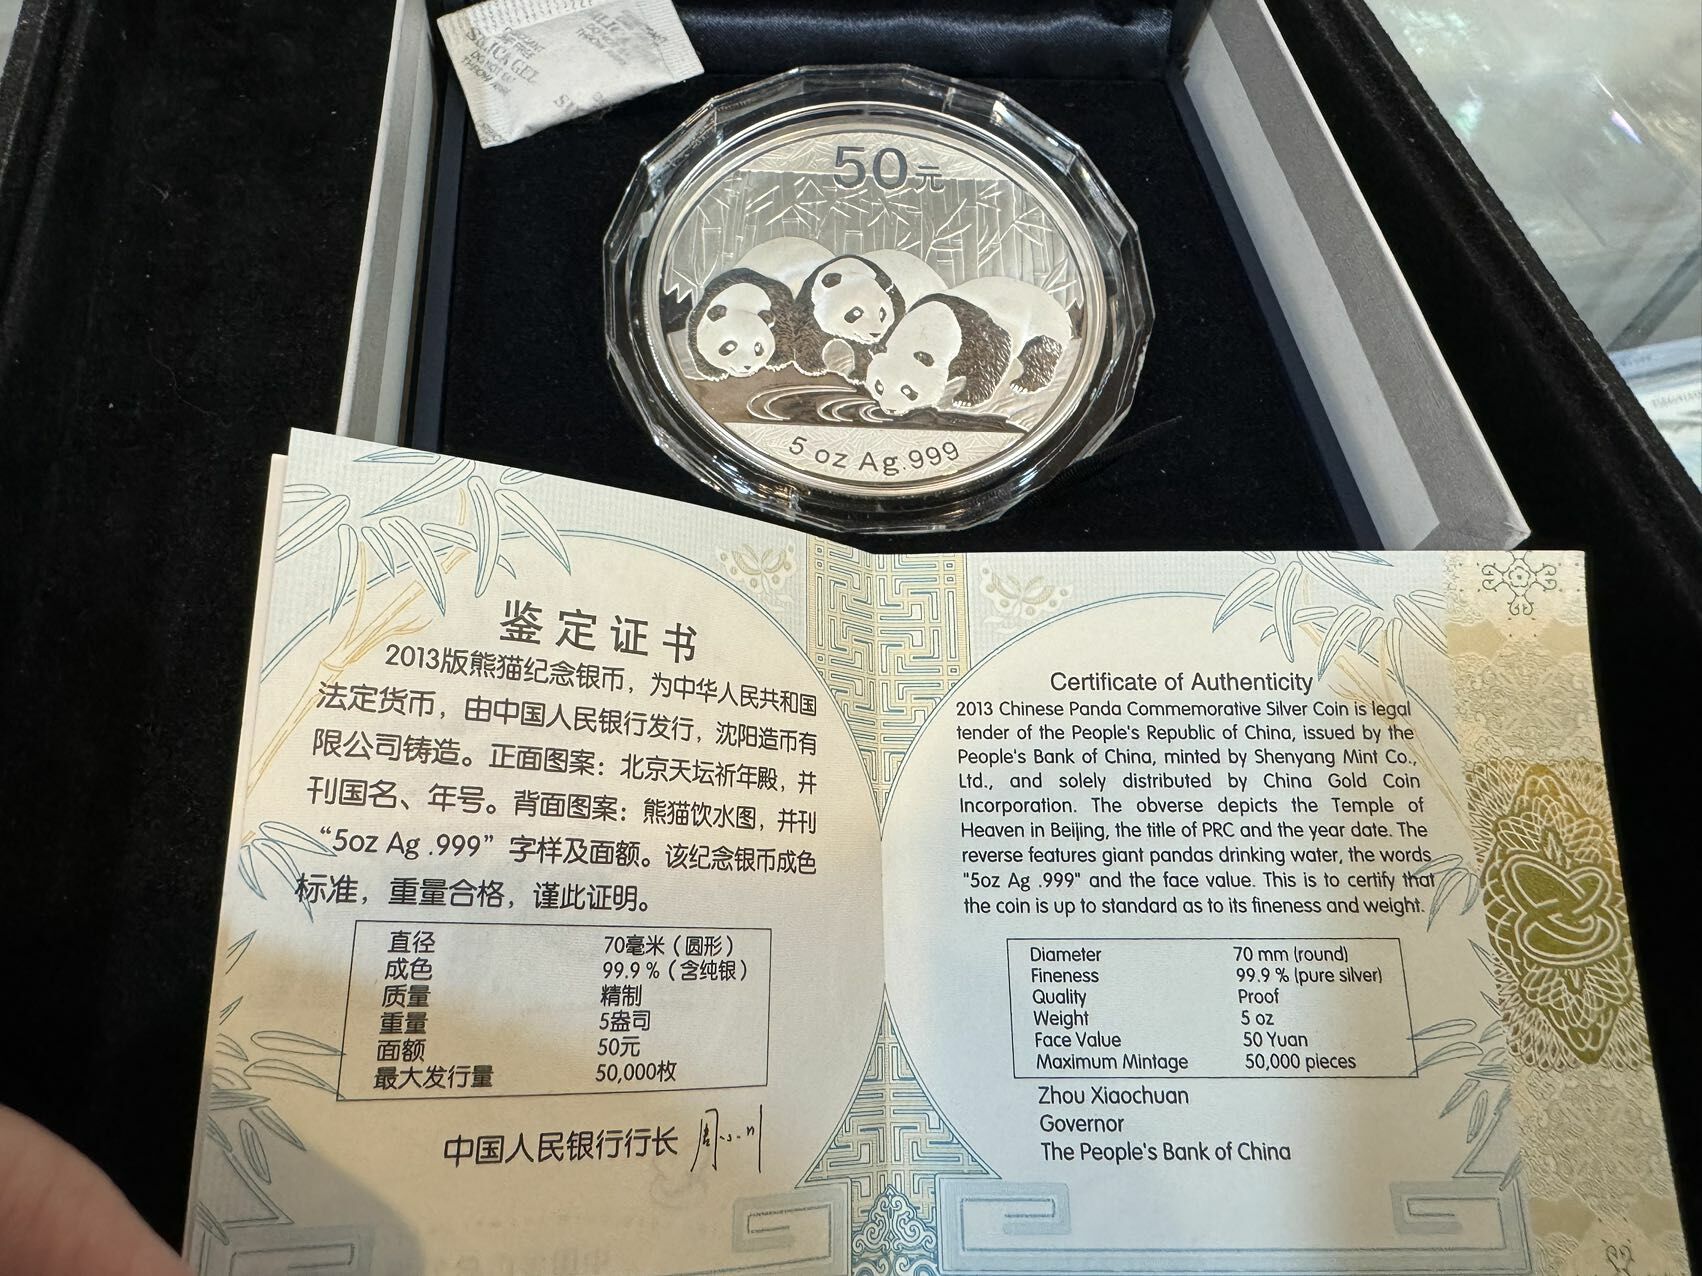 SILICA GEL
DO NOT EAT
THROW
50元
5 oz Ag.999
鉴定证书
2013版熊猫纪念银币，为中华人民共和国
法定货币，由中国人民银行发行，沈阳造币有
限公司铸造。正面图案：北京天坛祈年殿，并
刊国名、年号。背面图案：熊猫饮水图，并刊
“5oz Ag .999”字样及面额。该纪念银币成色
标准，重量合格，谨此证明。
直径 70毫米（圆形）
成色 99.9％（含纯银）
质量 精制
重量 5盎司
面额 50元
最大发行量 50,000枚
中国人民银行行长 周小川
Certificate of Authenticity
2013 Chinese Panda Commemorative Silver Coin is legal
tender of the People's Republic of China, issued by the
People's Bank of China, minted by Shenyang Mint Co.,
Ltd., and solely distributed by China Gold Coin
Incorporation. The obverse depicts the Temple of
Heaven in Beijing, the title of PRC and the year date. The
reverse features giant pandas drinking water, the words
"5oz Ag .999" and the face value. This is to certify that
the coin is up to standard as to its fineness and weight.
Diameter 70 mm (round)
Fineness 99.9 % (pure silver)
Quality Proof
Weight 5 oz
Face Value 50 Yuan
Maximum Mintage 50,000 pieces
Zhou Xiaochuan
Governor
The People's Bank of China